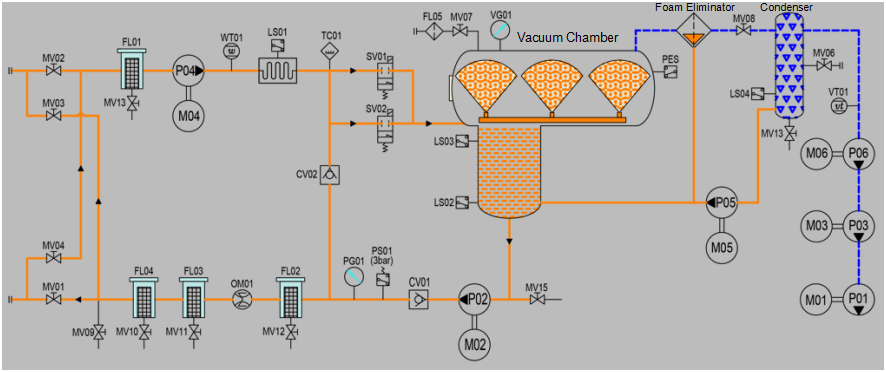 Foam Eliminator
Condenser
FL05
MV07
VG01
MV08
Vacuum Chamber
MV02
FL01
WT01
LS01
TC01
SV01
PES
MV06
P04
LS04
VT01
MV03
MV13
M04
SV02
LS03
MV13
M06
P06
CV02
LS02
P05
M03
P03
MV04
M05
PG01
PS01
(3bar)
FL04
FL03
OM01
FL02
CV01
MV01
P02
MV15
M01
P01
MV09
MV10
MV11
MV12
M02